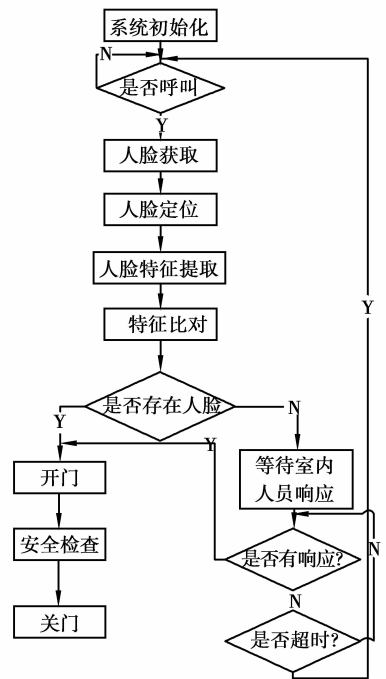 系统初始化
N
是否呼叫
Y
人脸获取
人脸定位
人脸特征提取
特征比对
Y
是否存在人脸
Y
N
Y
开门
等待室内
人员响应
安全检查
是否有响应?
N
N
关门
是否超时?